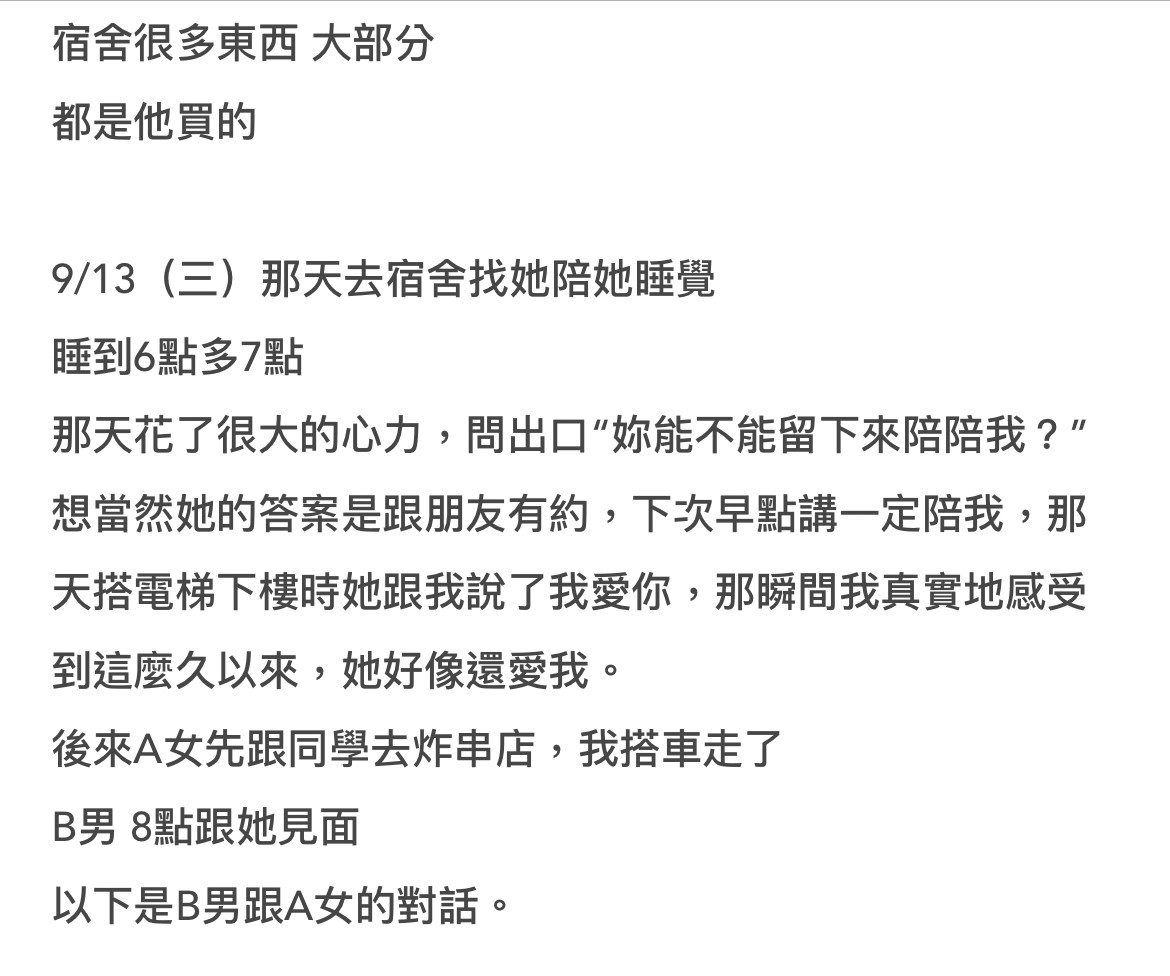 宿舍很多東西 大部分
都是他買的
9/13（三）那天去宿舍找她陪她睡覺
睡到6點多7點
那天花了很大的心力，問出口“妳能不能留下來陪陪我？”
想當然她的答案是跟朋友有約，下次早點講一定陪我，那
天搭電梯下樓時她跟我說了我愛你，那瞬間我真實地感受
到這麼久以來，她好像還愛我。
後來A女先跟同學去炸串店，我搭車走了
B男 8點跟她見面
以下是B男跟A女的對話。